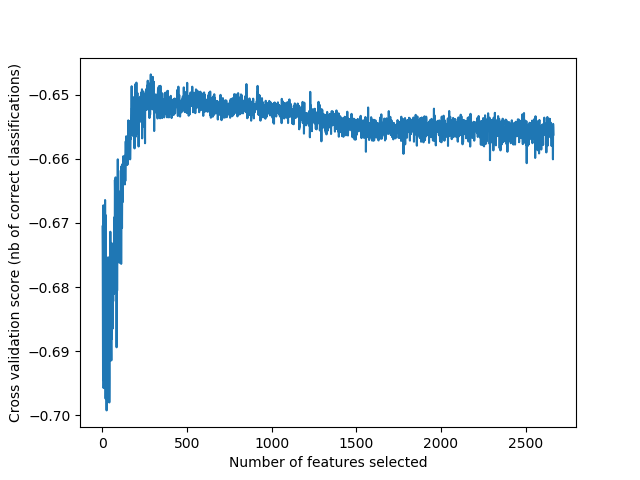 Cross validation score (nb of correct classifications)
−0.65
−0.66
−0.67
−0.68
−0.69
−0.70
0 500 1000 1500 2000 2500
Number of features selected